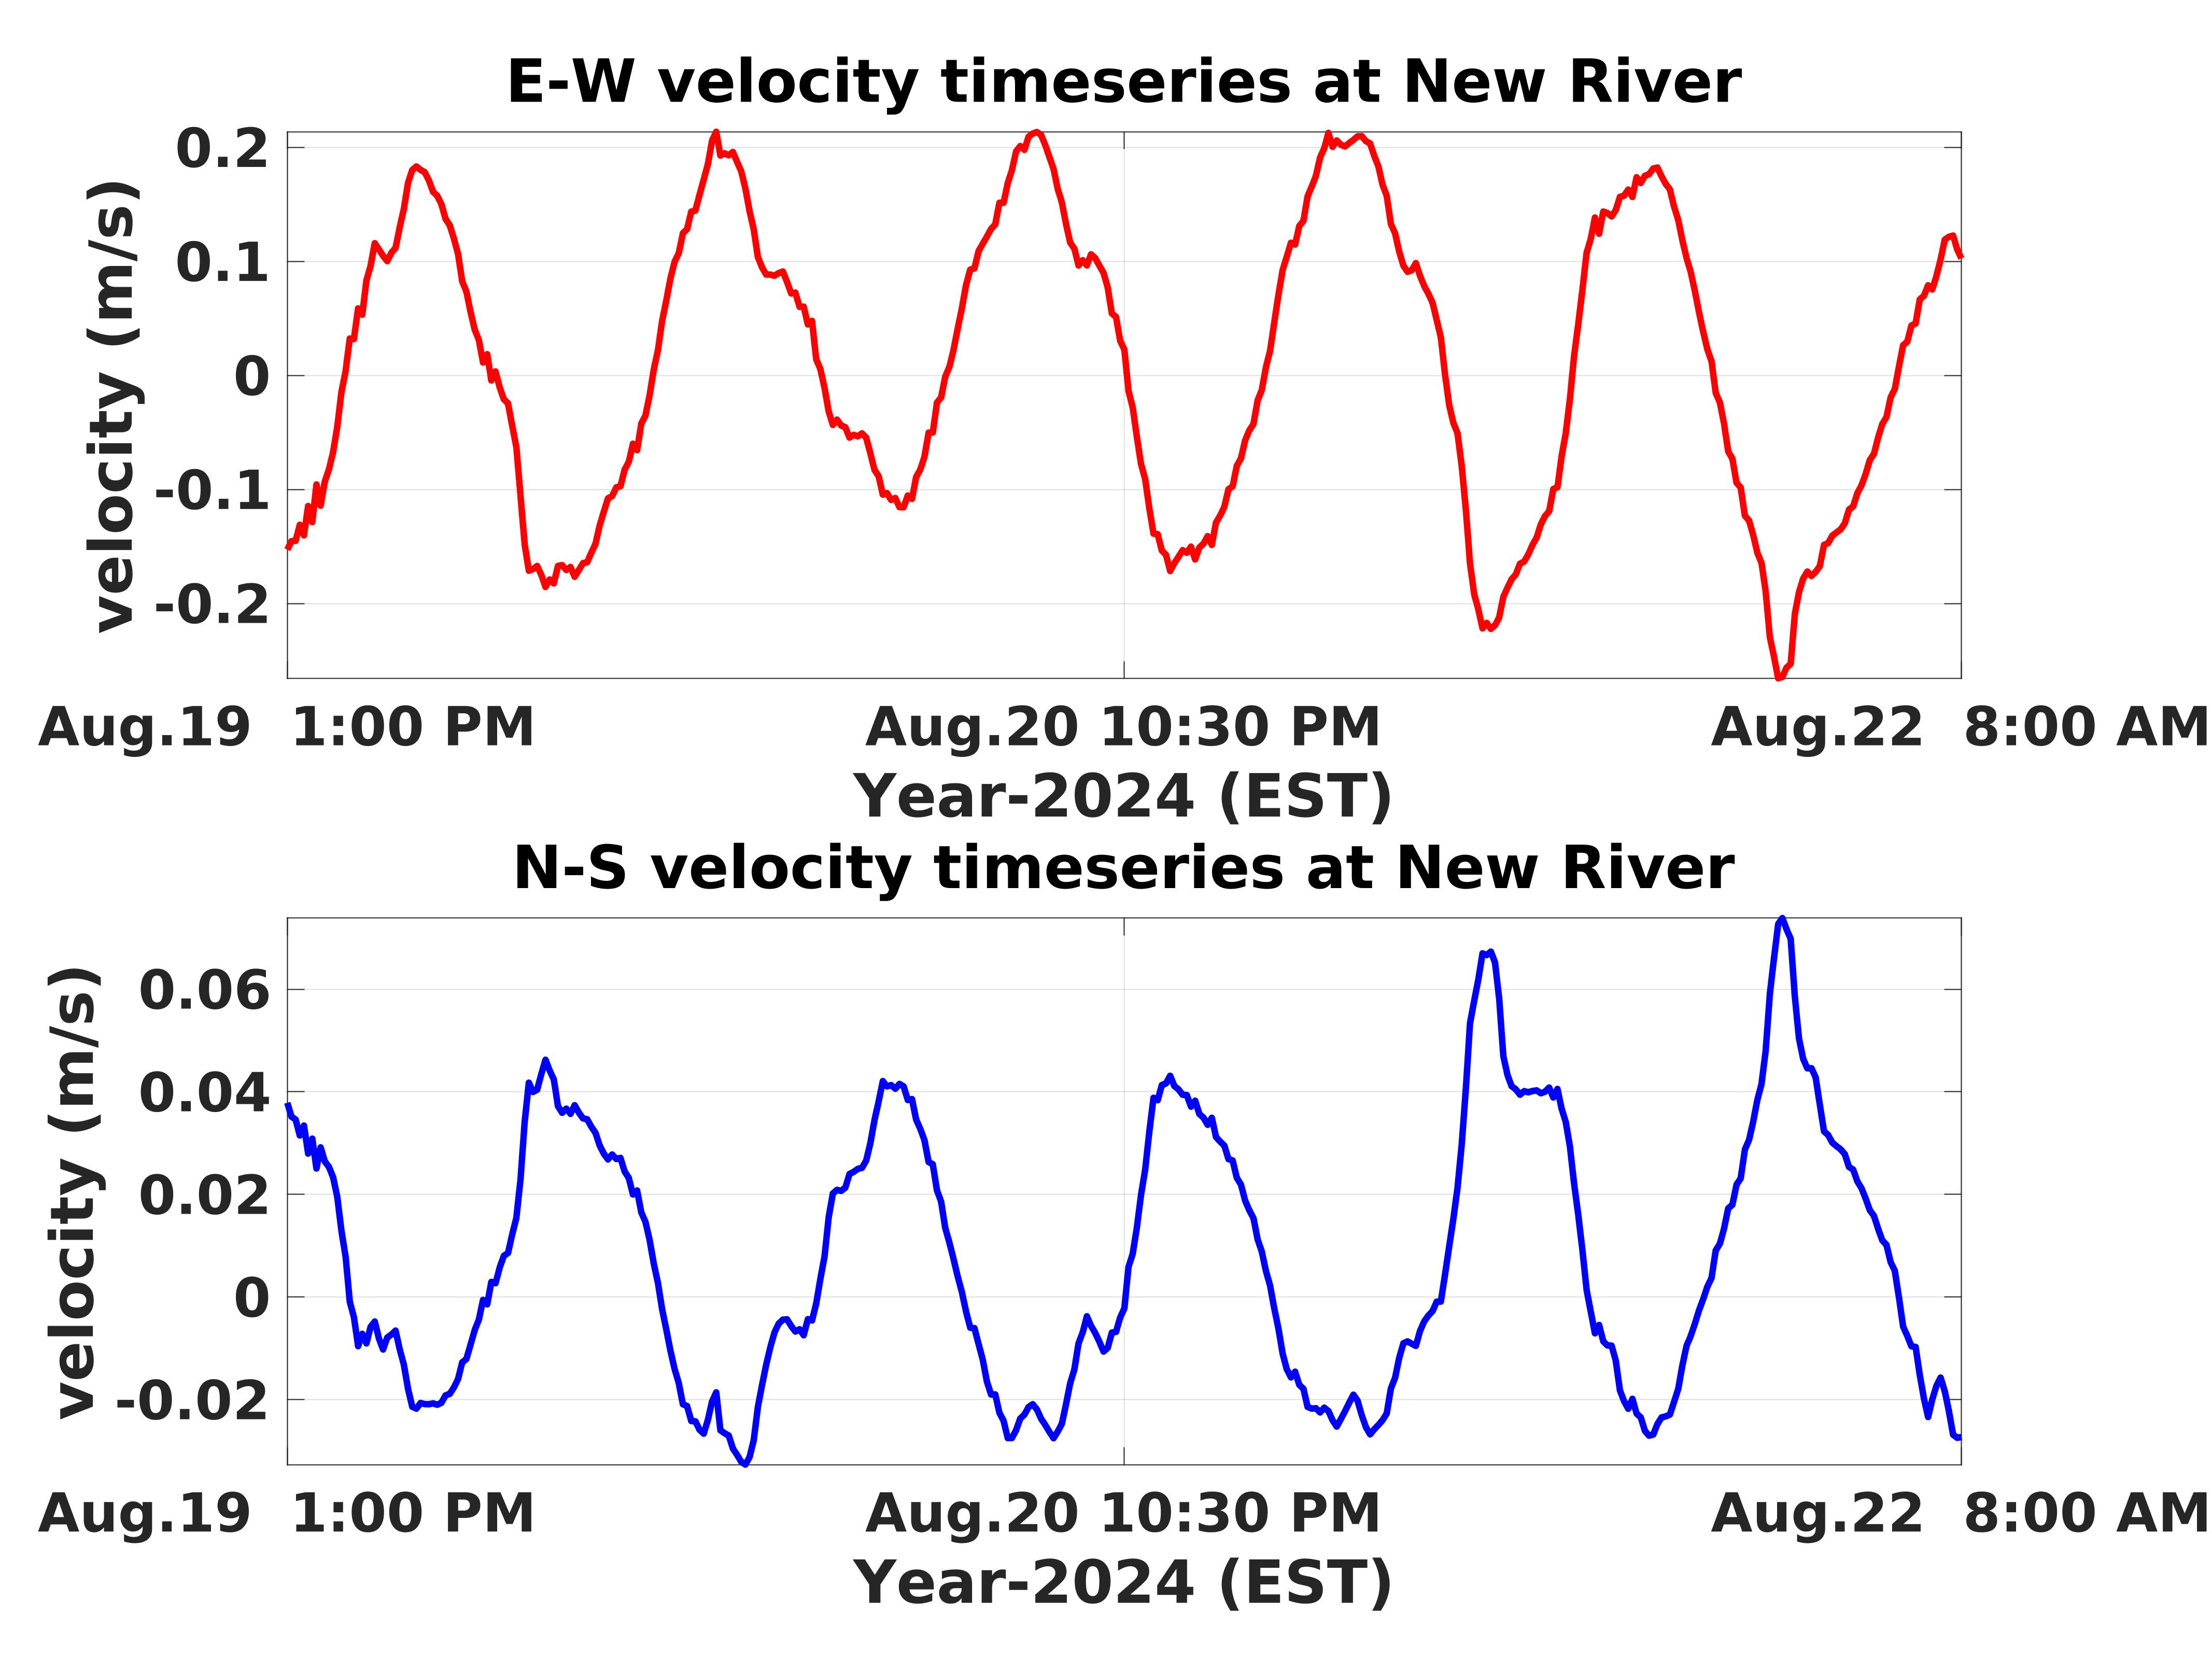 E-W velocity timeseries at New River
velocity (m/s)
0.2
0.1
0
-0.1
-0.2
Aug.19  1:00 PM
Aug.20 10:30 PM
Aug.22  8:00 AM
Year-2024 (EST)
N-S velocity timeseries at New River
velocity (m/s)
0.06
0.04
0.02
0
-0.02
Aug.19  1:00 PM
Aug.20 10:30 PM
Aug.22  8:00 AM
Year-2024 (EST)